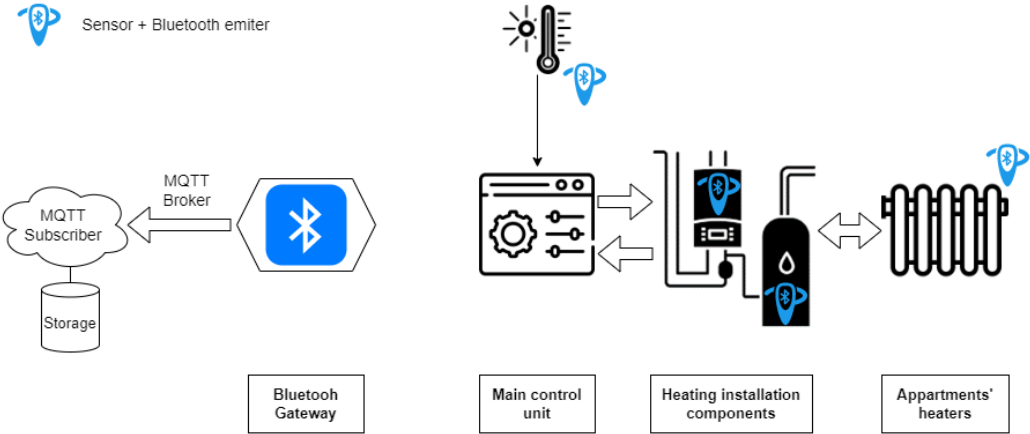 Sensor + Bluetooth emiter
MQTT
Broker
MQTT
Subscriber
Storage
Bluetooh
Gateway
Main control
unit
Heating installation
components
Appartments'
heaters